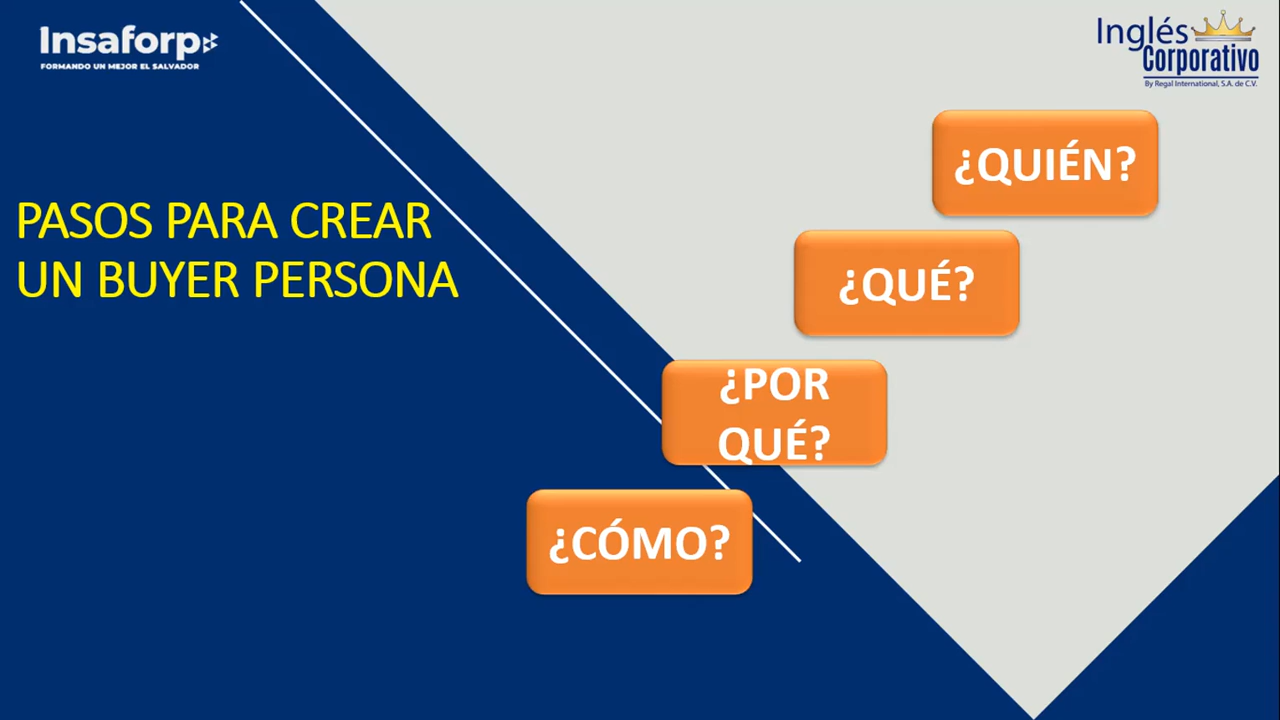 Insaforp
FORMANDO UN MEJOR EL SALVADOR
Inglés
Corporativo
By Regal International, S.A. de C.V.
PASOS PARA CREAR
UN BUYER PERSONA
¿QUIÉN?
¿QUÉ?
¿POR
QUÉ?
¿CÓMO?